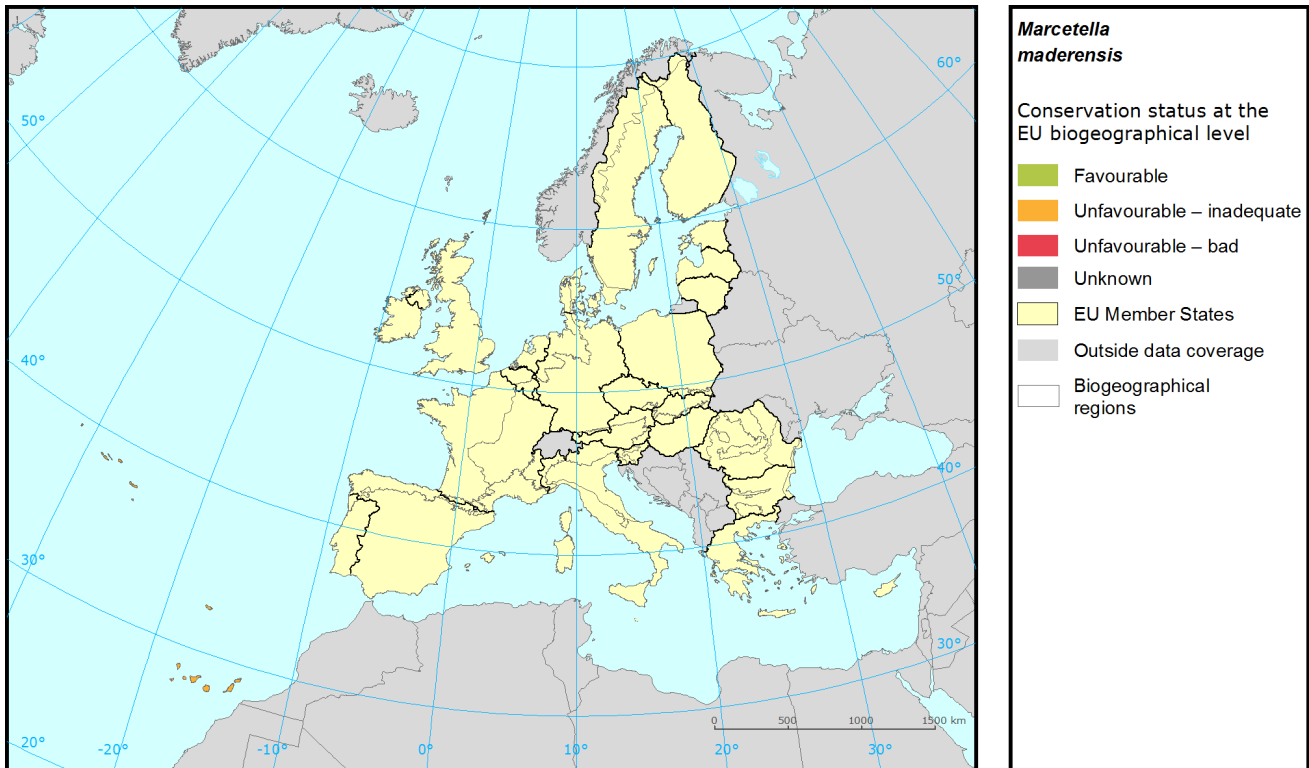 60°
50°
50°
40°
40°
30°
30°
0 500 1000 1500 km
20° -20° -10° 0° 10° 20° 30°
Marcetella
maderensis
Conservation status at the
EU biogeographical level
Favourable
Unfavourable – inadequate
Unfavourable – bad
Unknown
EU Member States
Outside data coverage
Biogeographical
regions